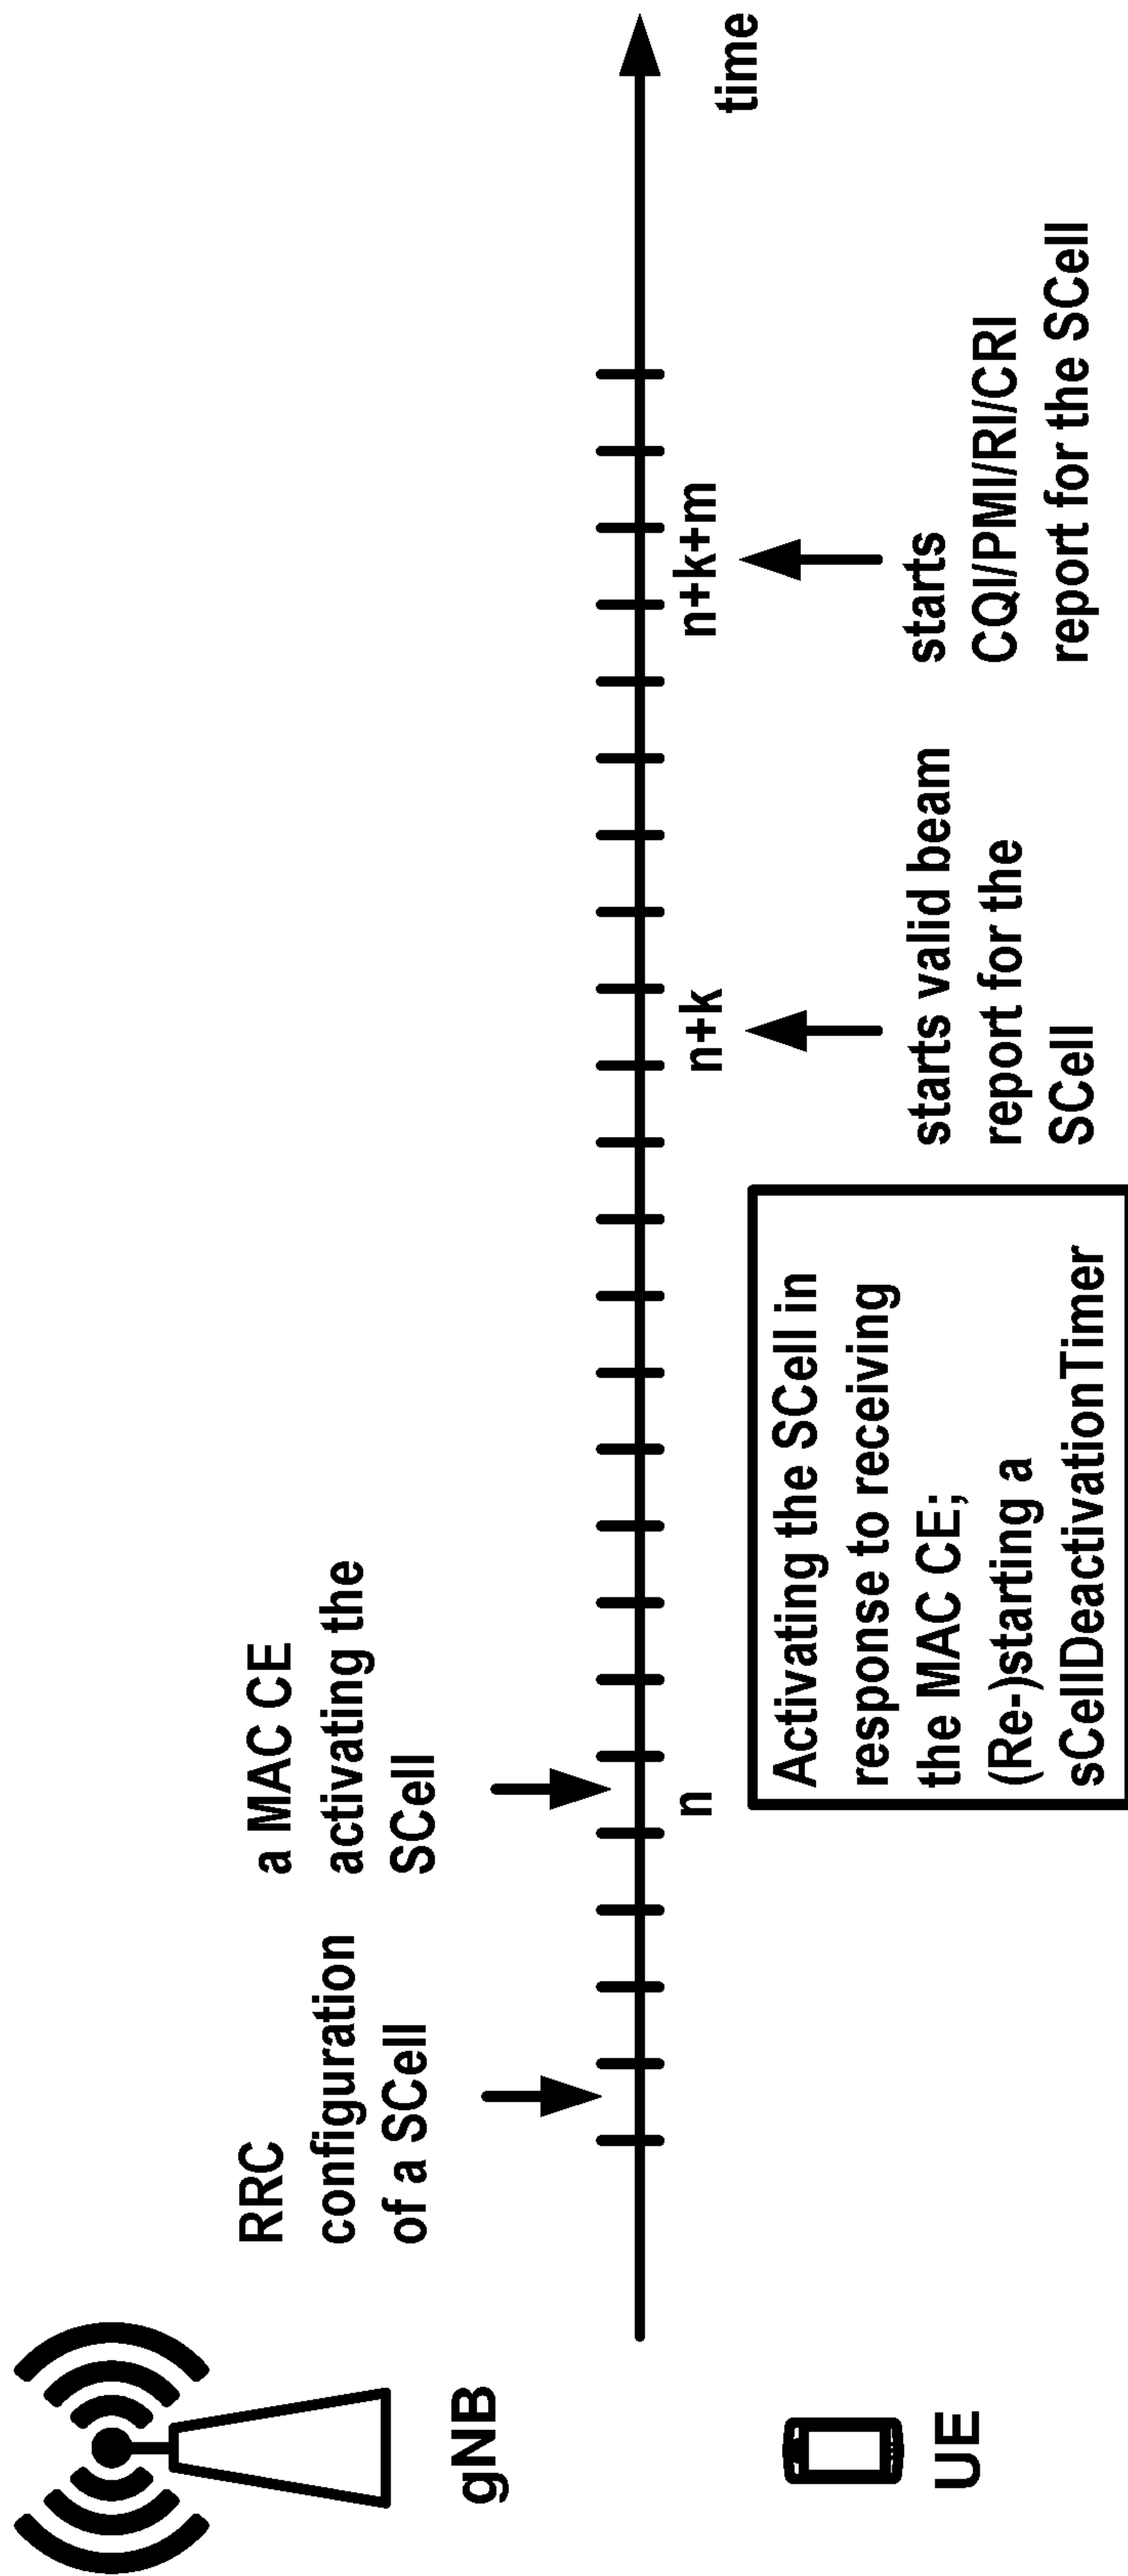 gNB
RRC
configuration
of a SCell
a MAC CE
activating the
SCell
n
n+k
n+k+m
time
UE
Activating the SCell in
response to receiving
the MAC CE;
(Re-)starting a
sCellDeactivationTimer
starts valid beam
report for the
SCell
starts
CQI/PMI/RI/CRI
report for the SCell